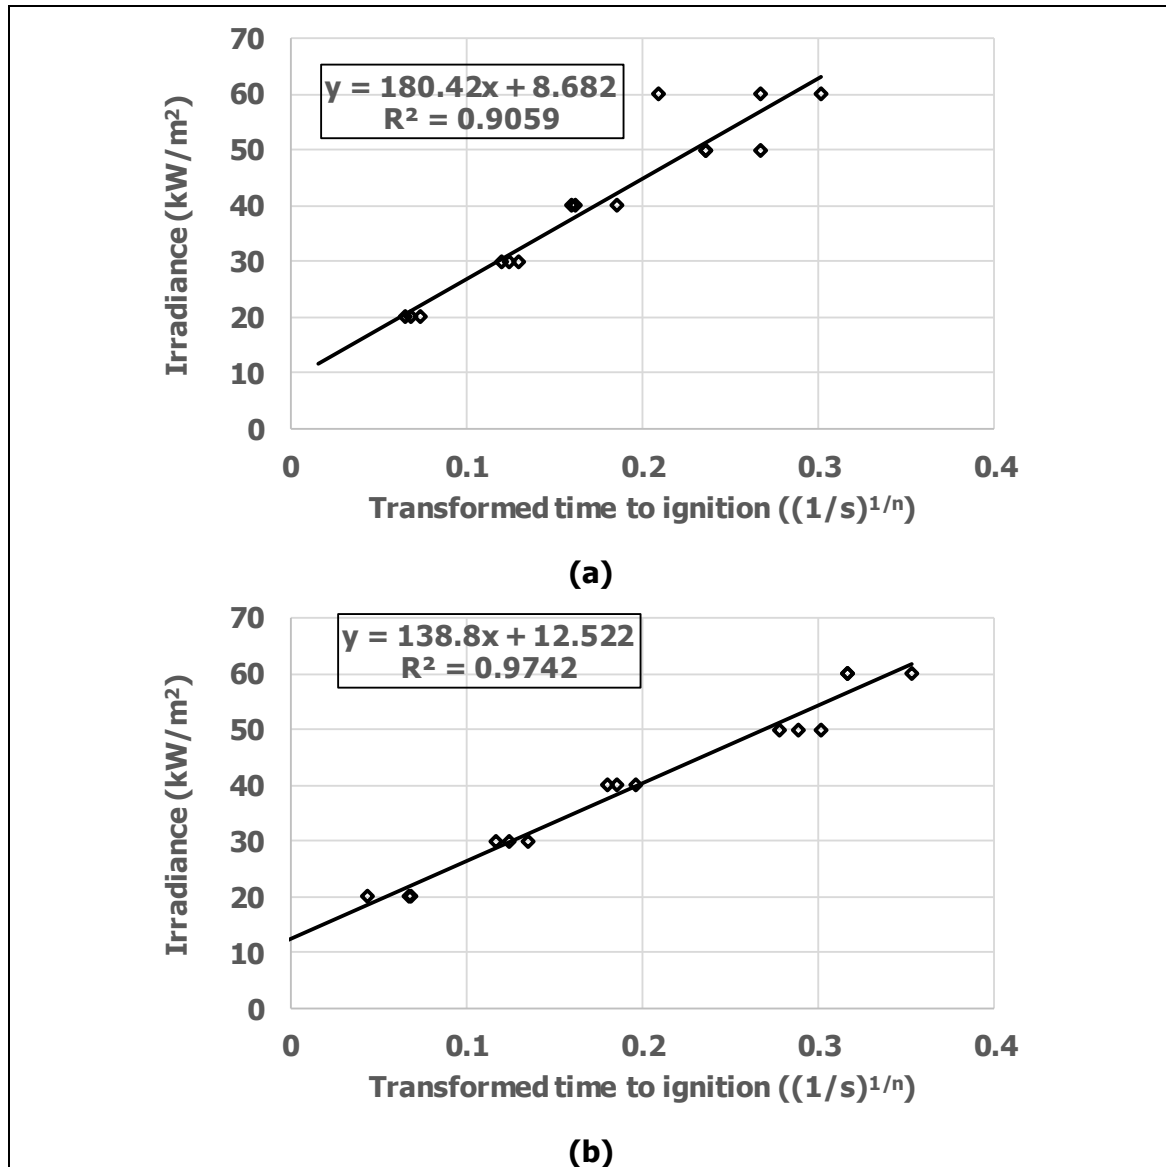 70
60
50
40
30
20
10
0
Irradiance (kW/m²)
y = 180.42x + 8.682
R² = 0.9059
0 0.1 0.2 0.3 0.4
Transformed time to ignition ((1/s)¹/ⁿ)
(a)
70
60
50
40
30
20
10
0
Irradiance (kW/m²)
y = 138.8x + 12.522
R² = 0.9742
0 0.1 0.2 0.3 0.4
Transformed time to ignition ((1/s)¹/ⁿ)
(b)